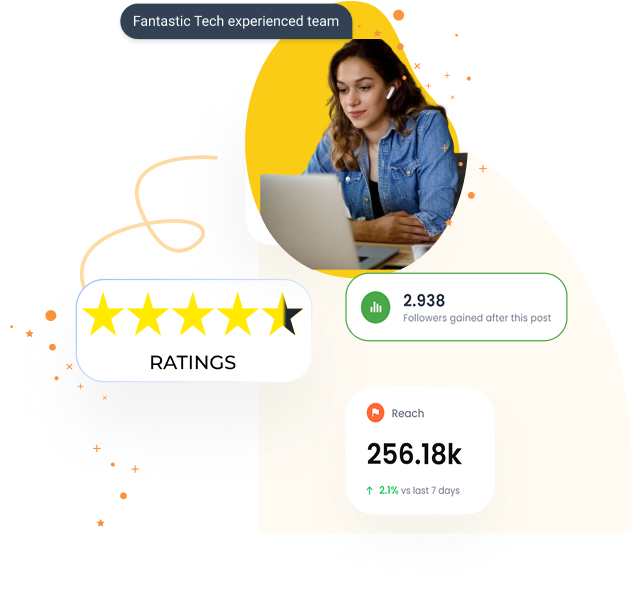 Fantastic Tech experienced team
2.938
Followers gained after this post
RATINGS
Reach
256.18k
2.1% vs last 7 days